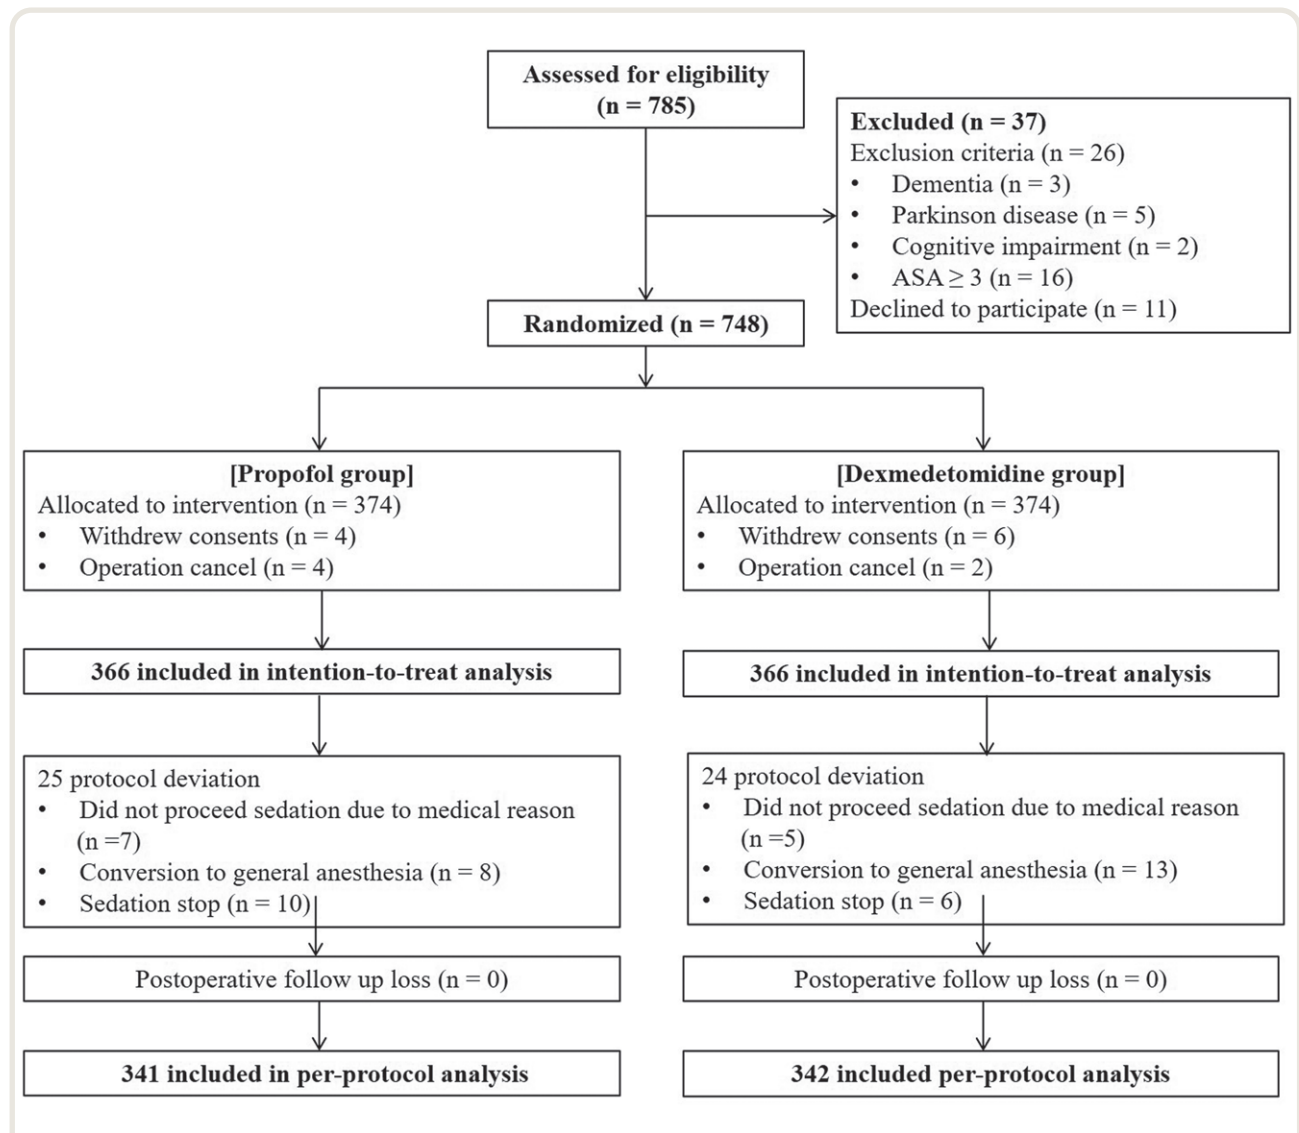 Assessed for eligibility
(n = 785)
Excluded (n = 37)
Exclusion criteria (n = 26)
• Dementia (n = 3)
• Parkinson disease (n = 5)
• Cognitive impairment (n = 2)
• ASA ≥ 3 (n = 16)
Declined to participate (n = 11)
Randomized (n = 748)
[Propofol group]
Allocated to intervention (n = 374)
• Withdrew consents (n = 4)
• Operation cancel (n = 4)
[Dexmedetomidine group]
Allocated to intervention (n = 374)
• Withdrew consents (n = 6)
• Operation cancel (n = 2)
366 included in intention-to-treat analysis
366 included in intention-to-treat analysis
25 protocol deviation
• Did not proceed sedation due to medical reason
(n =7)
• Conversion to general anesthesia (n = 8)
• Sedation stop (n = 10)
24 protocol deviation
• Did not proceed sedation due to medical reason
(n =5)
• Conversion to general anesthesia (n = 13)
• Sedation stop (n = 6)
Postoperative follow up loss (n = 0)
Postoperative follow up loss (n = 0)
341 included in per-protocol analysis
342 included per-protocol analysis